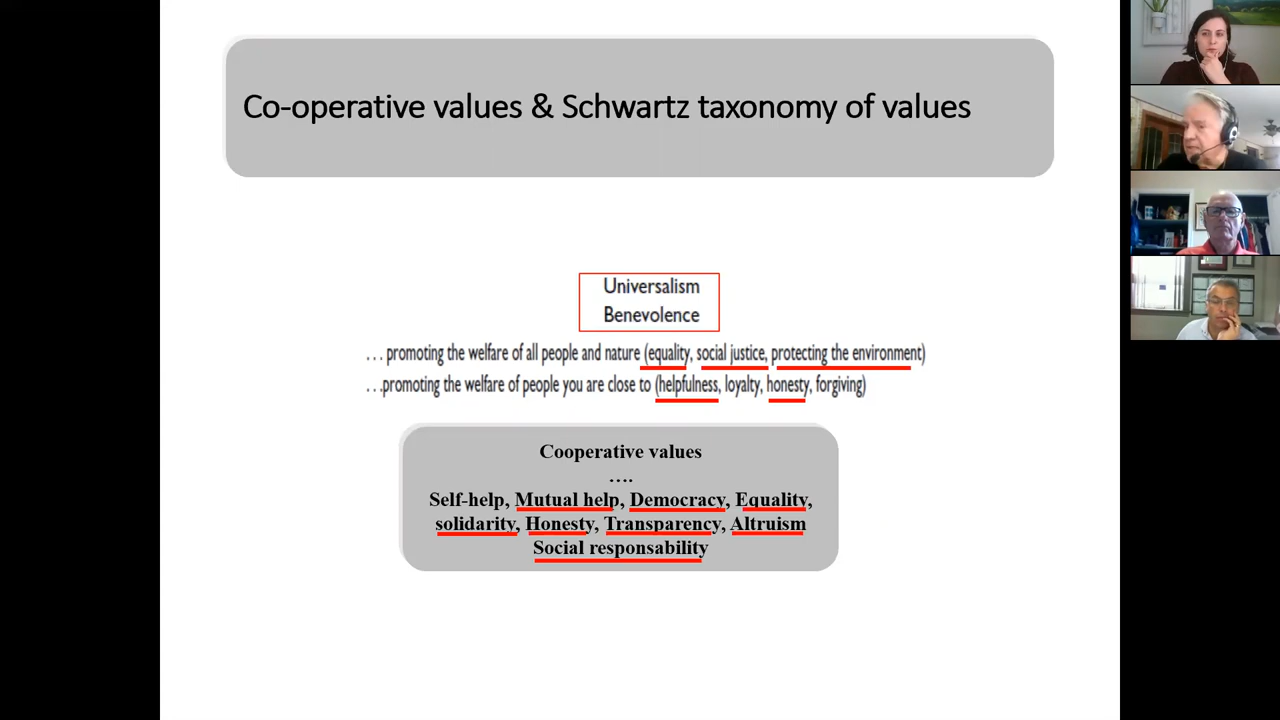 Co-operative values & Schwartz taxonomy of values
Universalism
Benevolence
... promoting the welfare of all people and nature (equality, social justice, protecting the environment)
...promoting the welfare of people you are close to (helpfulness, loyalty, honesty, forgiving)
Cooperative values
....
Self-help, Mutual help, Democracy, Equality,
solidarity, Honesty, Transparency, Altruism
Social responsability